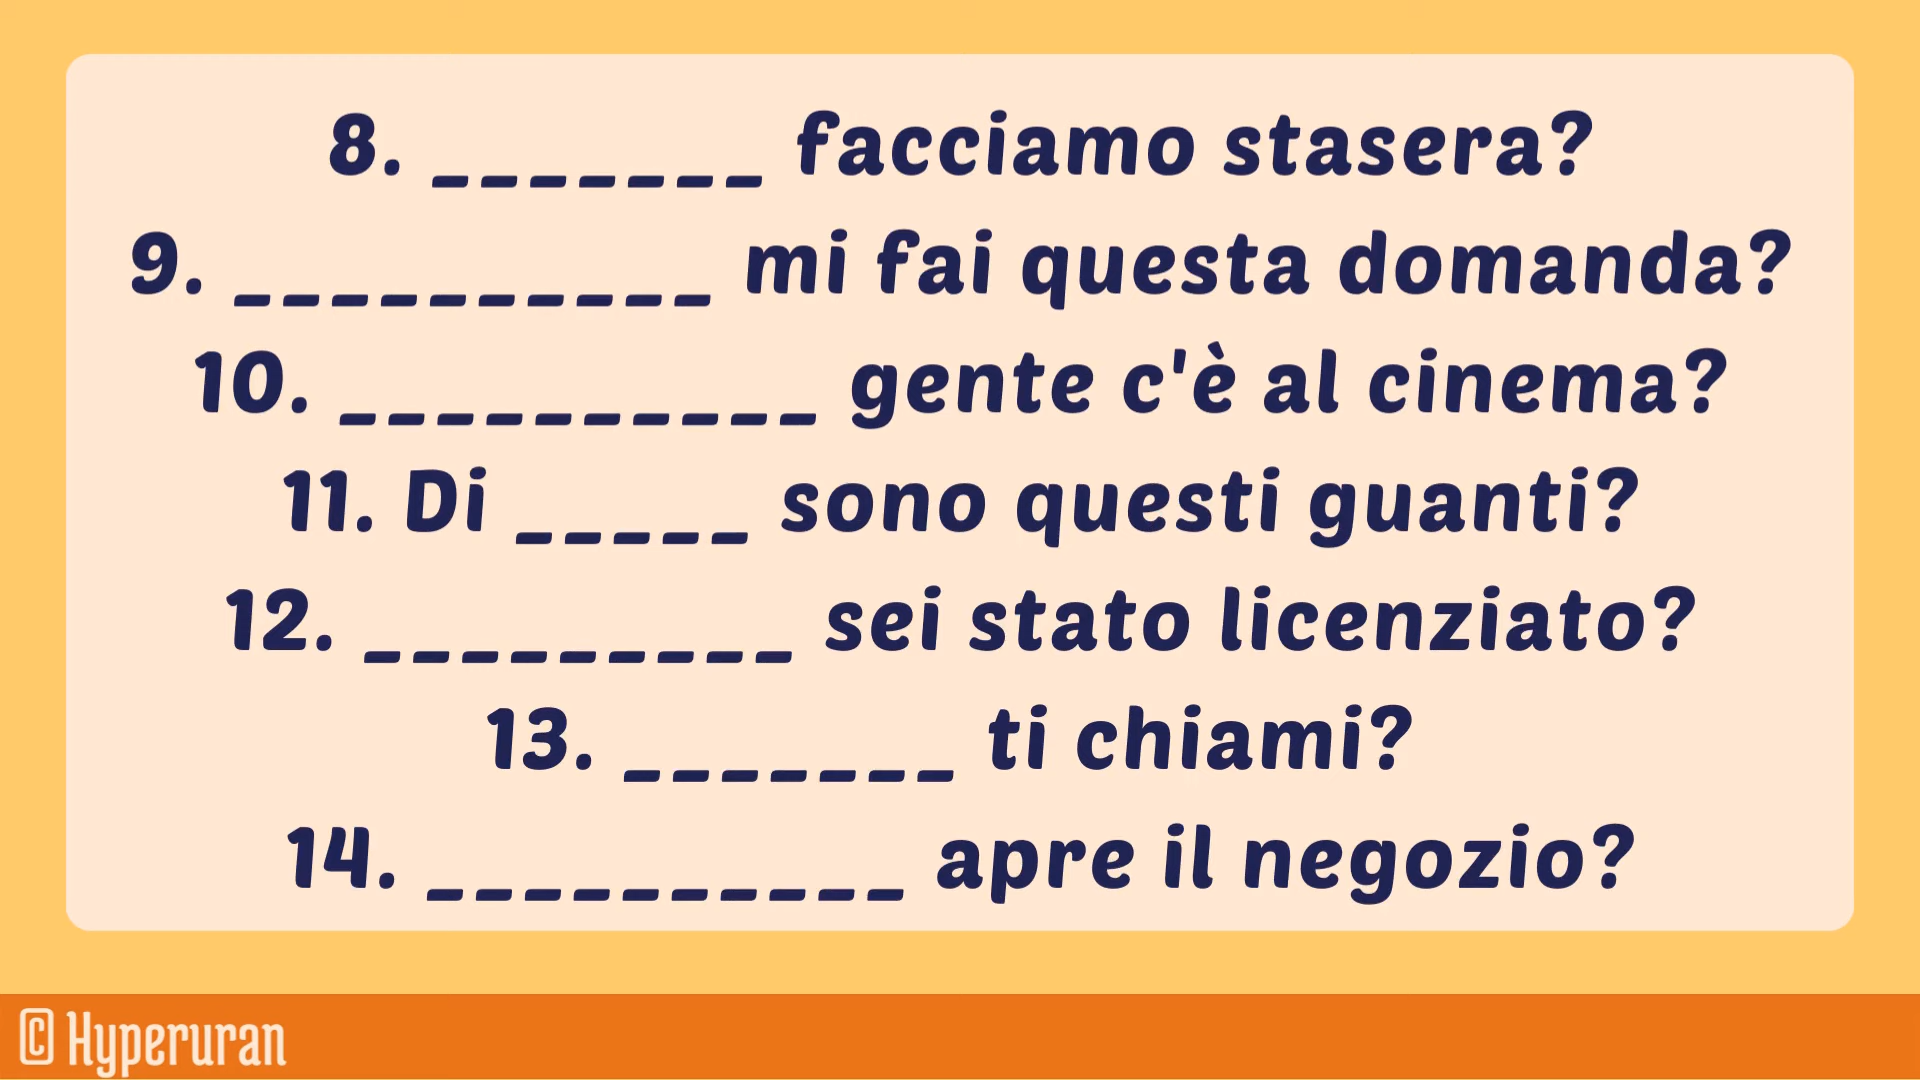 8. _______ facciamo stasera?
9. __________ mi fai questa domanda?
10. __________ gente c'è al cinema?
11. Di _____ sono questi guanti?
12. _________ sei stato licenziato?
13. _______ ti chiami?
14. __________ apre il negozio?
© Hyperuran